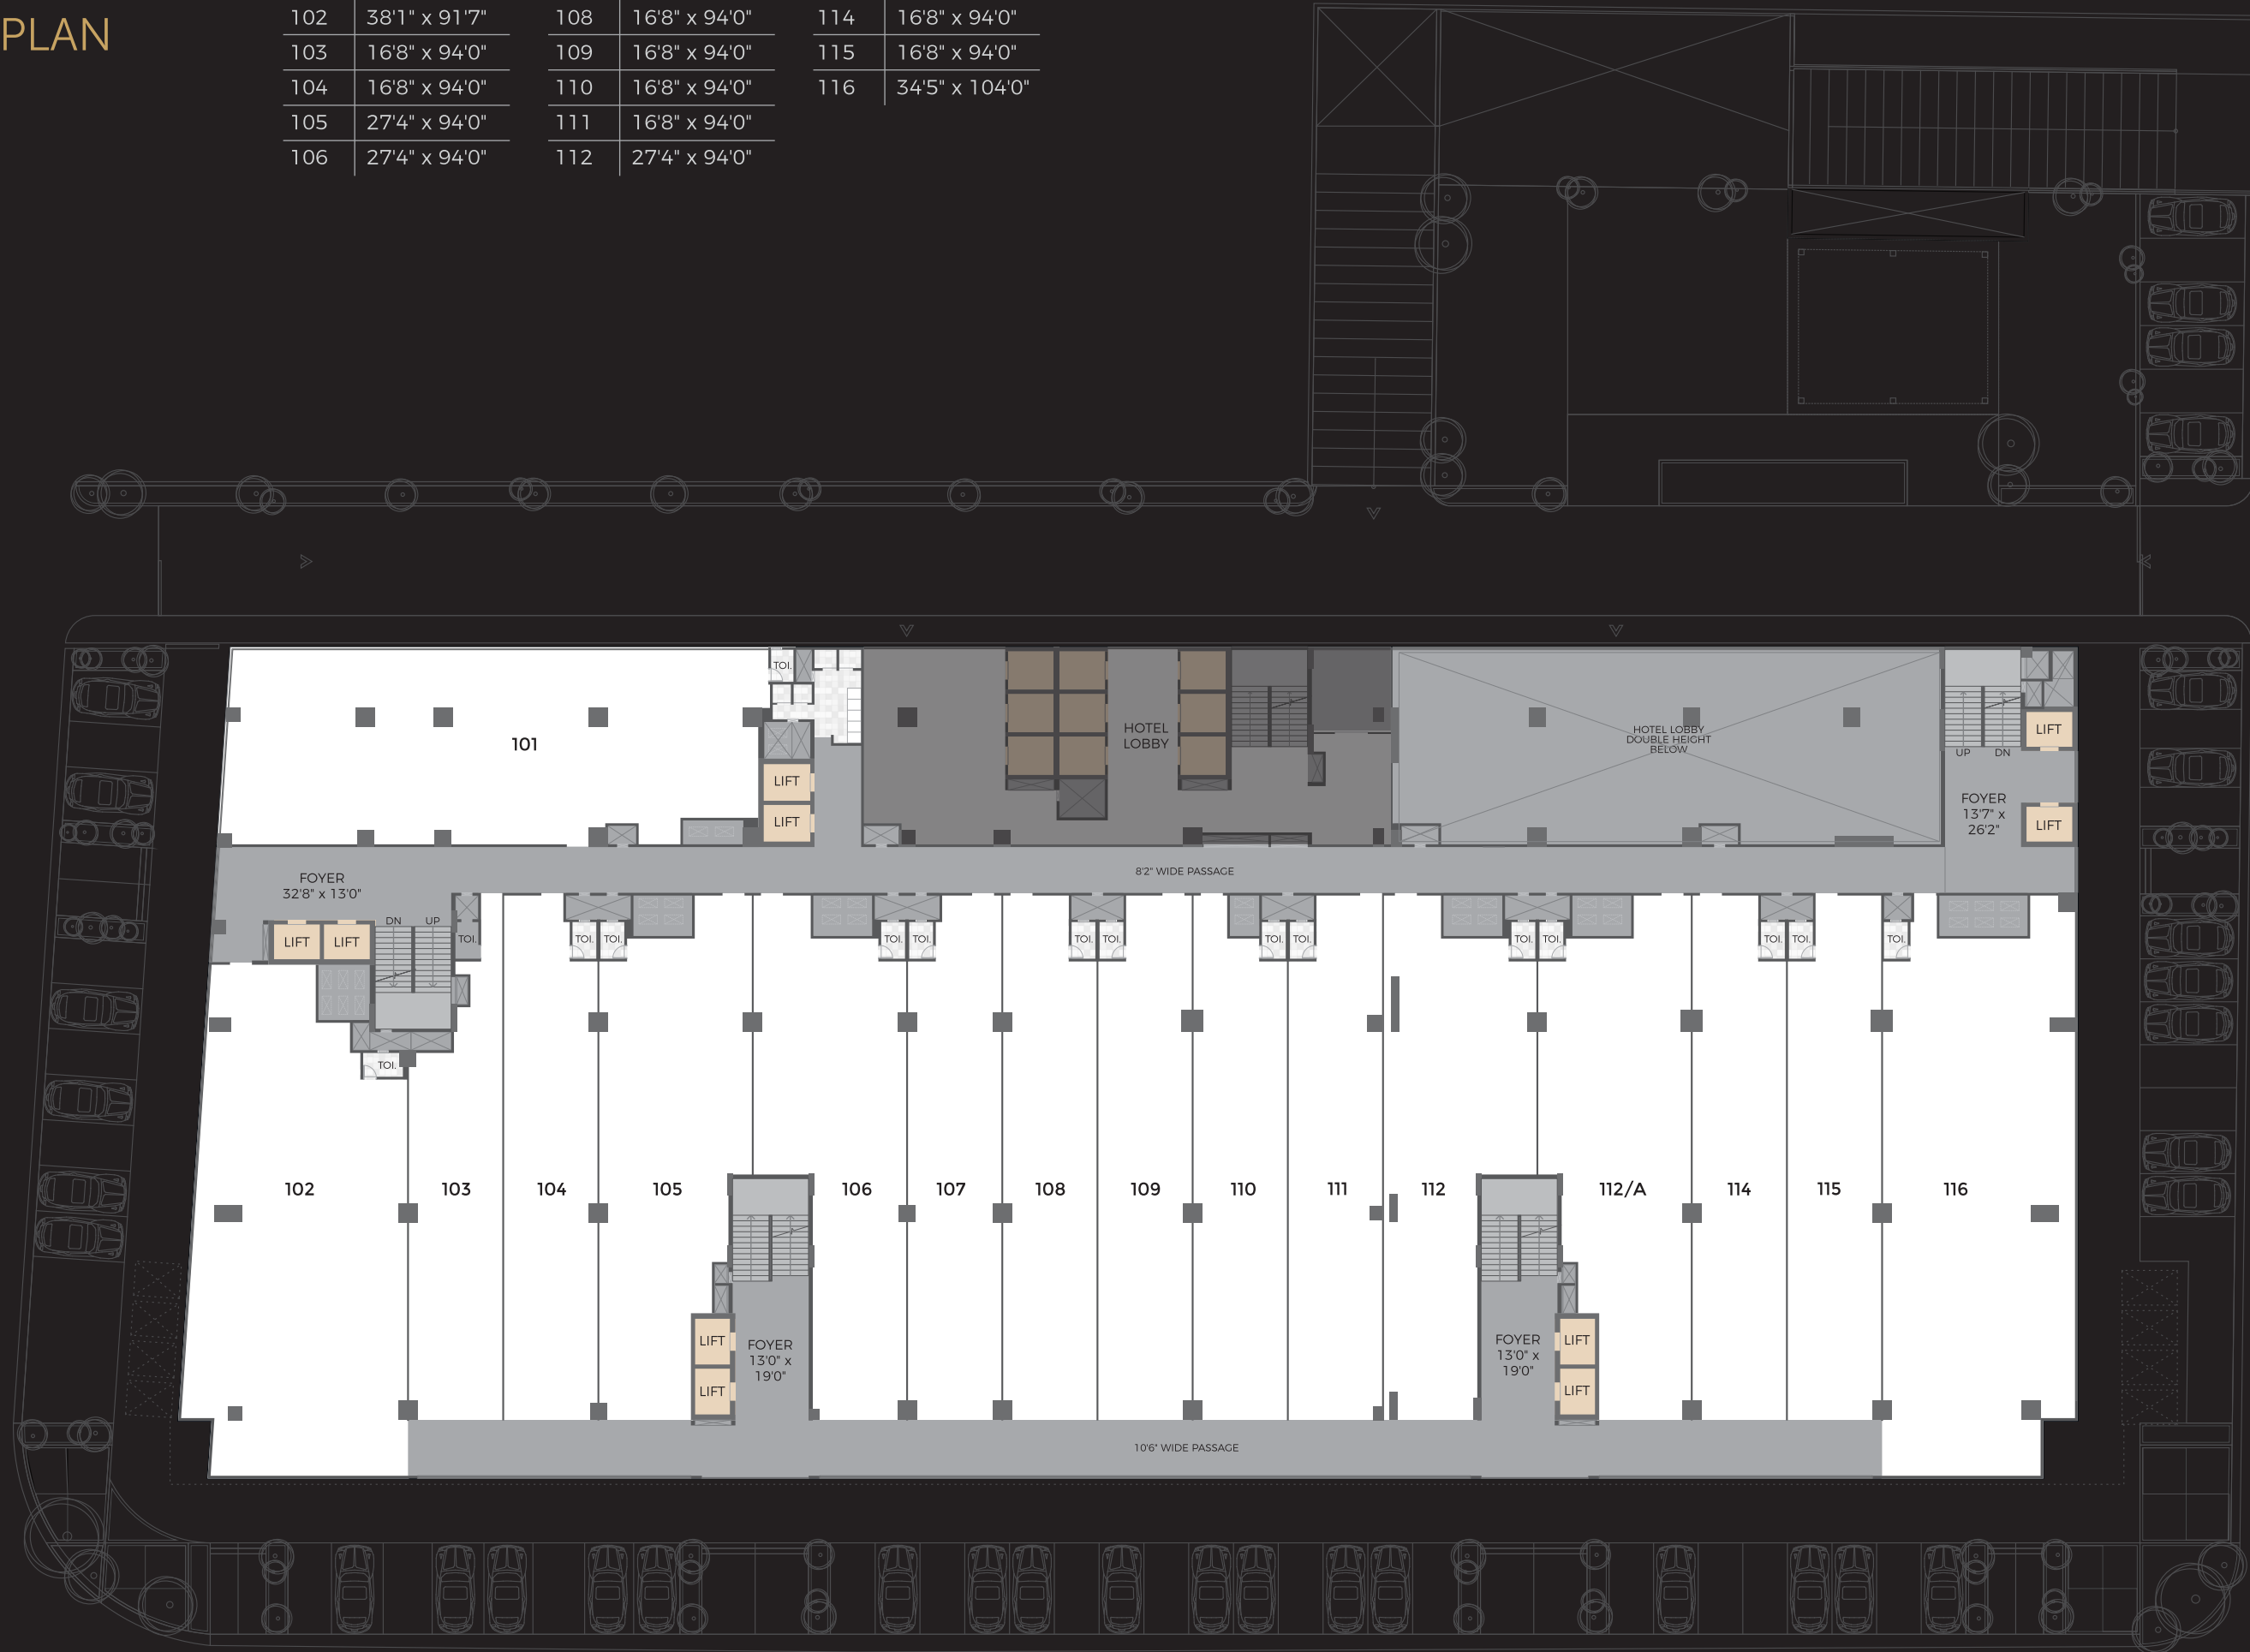 PLAN
102 38'1" x 91'7"
103 16'8" x 94'0"
104 16'8" x 94'0"
105 27'4" x 94'0"
106 27'4" x 94'0"
108 16'8" x 94'0"
109 16'8" x 94'0"
110 16'8" x 94'0"
111 16'8" x 94'0"
112 27'4" x 94'0"
114 16'8" x 94'0"
115 16'8" x 94'0"
116 34'5" x 104'0"
TOI.
101
LIFT
LIFT
HOTEL
LOBBY
HOTEL LOBBY
DOUBLE HEIGHT
BELOW
UP DN
LIFT
FOYER
13'7" x
26'2"
LIFT
8'2" WIDE PASSAGE
FOYER
32'8" x 13'0"
DN UP
LIFT LIFT
TOI.
TOI. TOI.
TOI. TOI.
TOI. TOI.
TOI. TOI.
TOI. TOI.
TOI. TOI.
TOI.
TOI.
102 103 104 105 106 107 108 109 110 111 112 112/A 114 115 116
LIFT
LIFT
FOYER
13'0" x
19'0"
FOYER
13'0" x
19'0"
LIFT
LIFT
10'6" WIDE PASSAGE